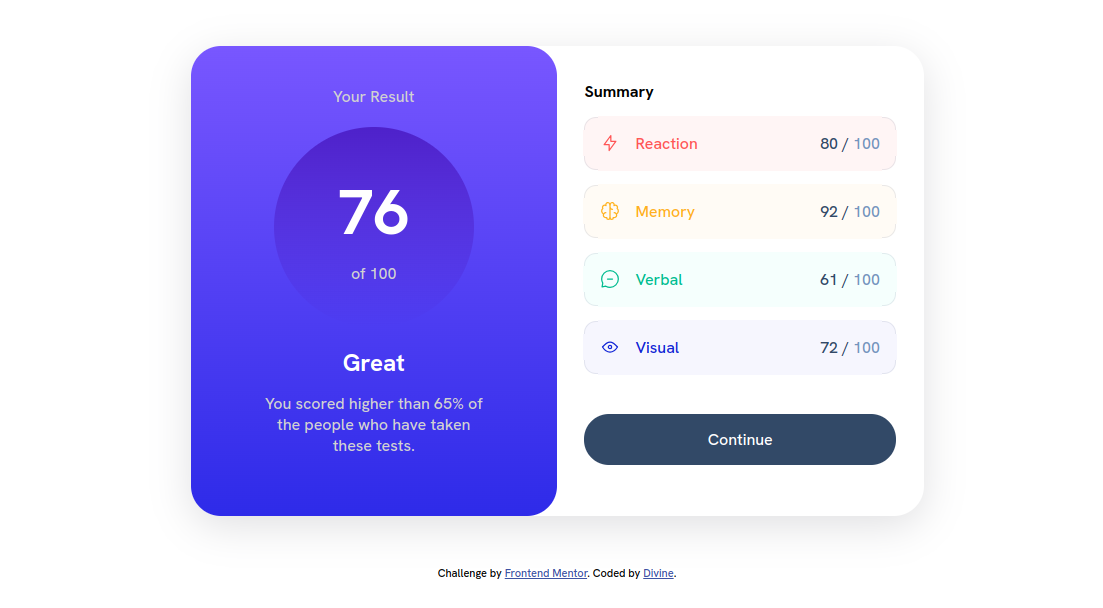 Your Result
76
of 100
Great
You scored higher than 65% of
the people who have taken
these tests.
Summary
Reaction 80 / 100
Memory 92 / 100
Verbal 61 / 100
Visual 72 / 100
Continue
Challenge by Frontend Mentor. Coded by Divine.